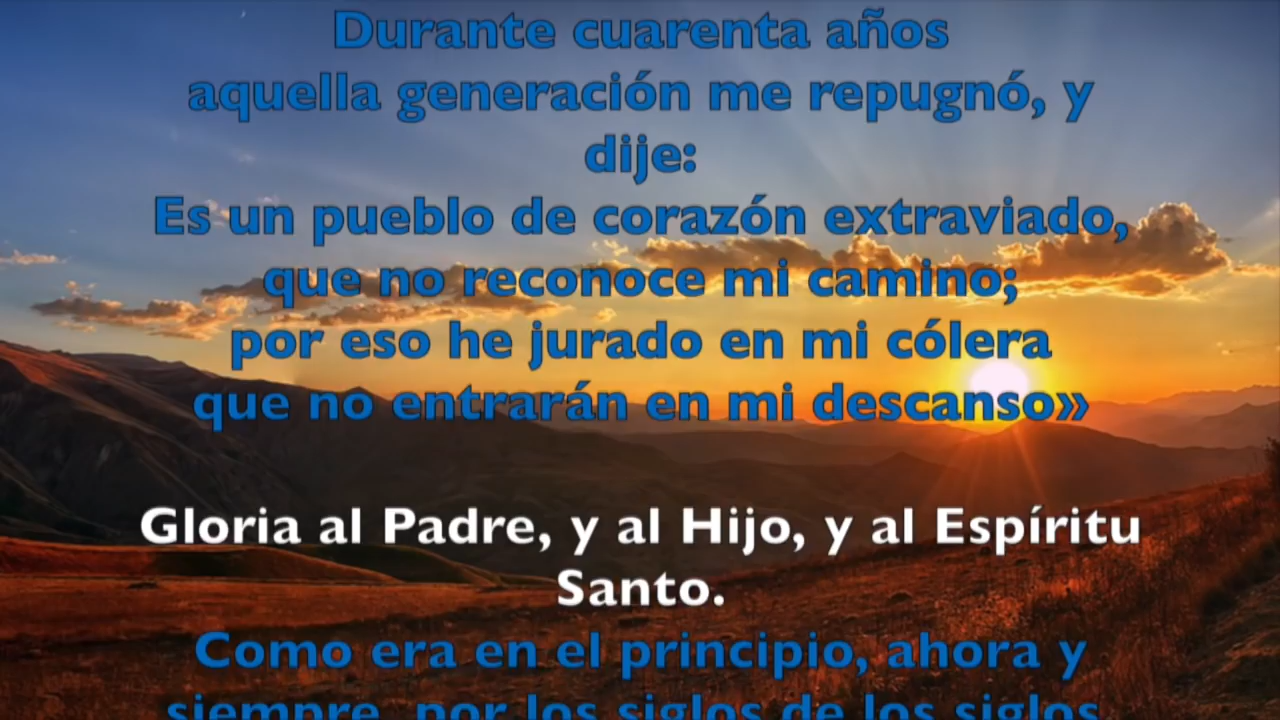 Durante cuarenta años
aquella generación me repugnó, y
dije:
Es un pueblo de corazón extraviado,
que no reconoce mi camino;
por eso he jurado en mi cólera
que no entrarán en mi descanso»
Gloria al Padre, y al Hijo, y al Espíritu
Santo.
Como era en el principio, ahora y
siempre, por los siglos de los siglos